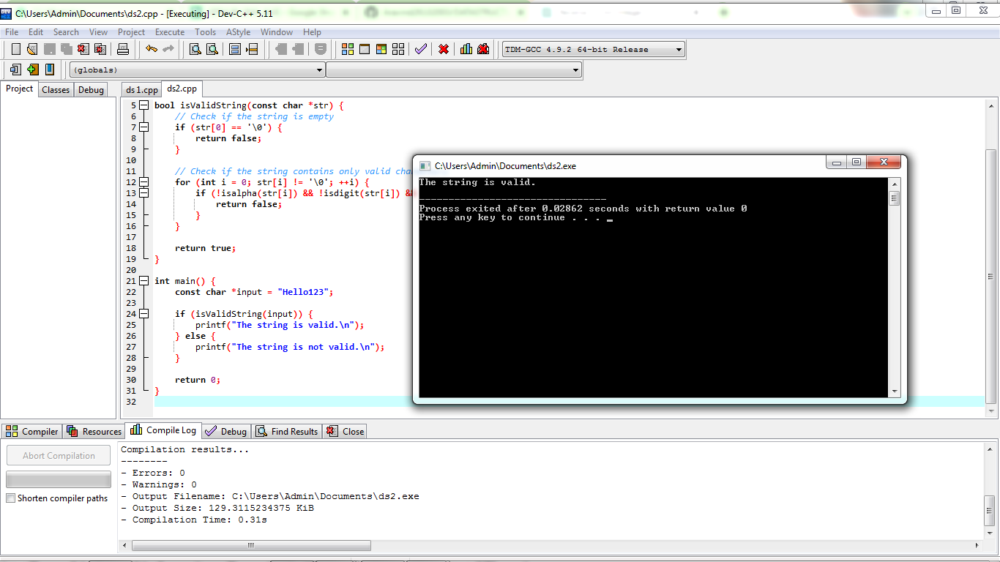 C:\Users\Admin\Documents\ds2.cpp - [Executing] - Dev-C++ 5.11
File Edit Search View Project Execute Tools AStyle Window Help
TDM-GCC 4.9.2 64-bit Release
(globals)
Project Classes Debug ds1.cpp ds2.cpp
5 bool isValidString(const char *str) {
6 // Check if the string is empty
7 if (str[0] == '\0') {
8 return false;
9 }
10
11 // Check if the string contains only valid
12 for (int i = 0; str[i] != '\0'; ++i) {
13 if (!isalpha(str[i]) && !isdigit(str[i]) &&
14 return false;
15 }
16 }
17
18 return true;
19 }
20
21 int main() {
22 const char *input = "Hello123";
23
24 if (isValidString(input)) {
25 printf("The string is valid.\n");
26 } else {
27 printf("The string is not valid.\n");
28 }
29
30 return 0;
31 }
32
C:\Users\Admin\Documents\ds2.exe
The string is valid.
--------------------------------
Process exited after 0.02862 seconds with return value 0
Press any key to continue . . . _
Compiler Resources Compile Log Debug Find Results Close
Abort Compilation
Shorten compiler paths
Compilation results...
--------
- Errors: 0
- Warnings: 0
- Output Filename: C:\Users\Admin\Documents\ds2.exe
- Output Size: 129.3115234375 KiB
- Compilation Time: 0.31s